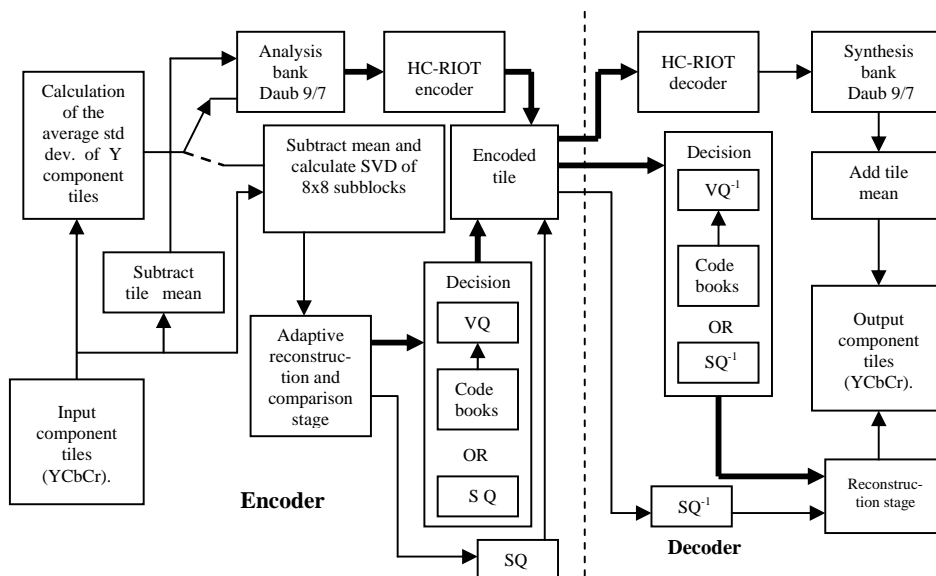 Calculation
of the
average std
dev. of Y
component
tiles
Analysis
bank
Daub 9/7
HC-RIOT
encoder
Subtract mean and
calculate SVD of
8x8 subblocks
Encoded
tile
Subtract
tile mean
Input
component
tiles
(YCbCr).
Adaptive
reconstruc-
tion and
comparison
stage
Decision
VQ
Code
books
OR
S Q
SQ
Encoder
HC-RIOT
decoder
Synthesis
bank
Daub 9/7
Decision
VQ-1
Code
books
OR
SQ-1
Add tile
mean
Output
component
tiles
(YCbCr).
SQ-1
Reconstruc-
tion stage
Decoder